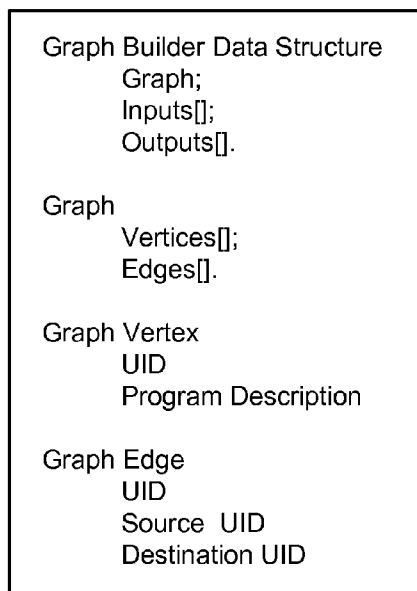 Graph Builder Data Structure
Graph;
Inputs[];
Outputs[].
Graph
Vertices[];
Edges[].
Graph Vertex
UID
Program Description
Graph Edge
UID
Source UID
Destination UID